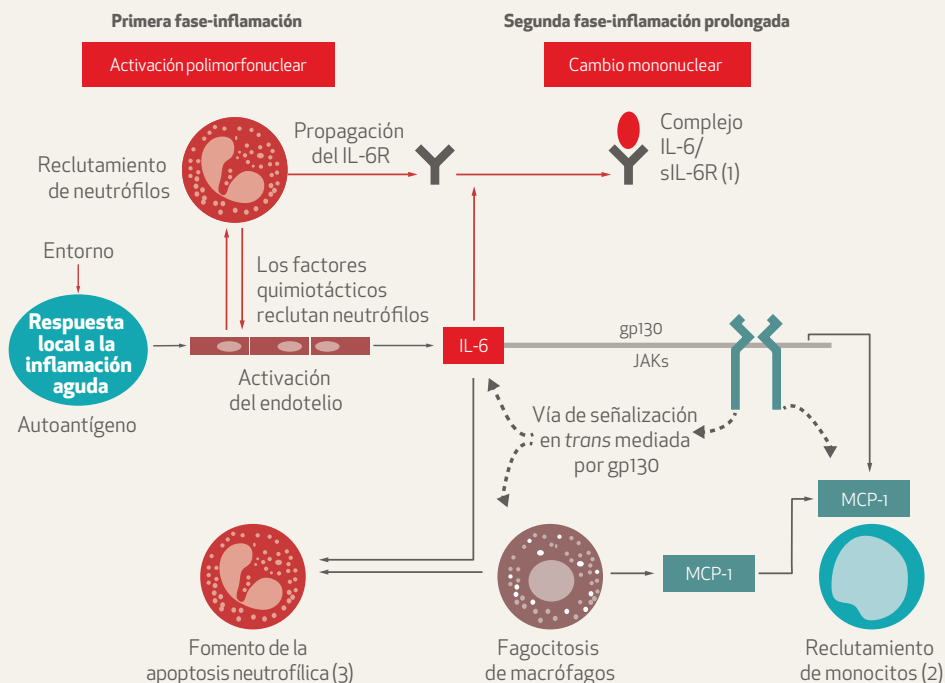 Primera fase-inflamación
Segunda fase-inflamación prolongada
Activación polimorfonuclear
Cambio mononuclear
Reclutamiento
de neutrófilos
Propagación
del IL-6R
Complejo
IL-6/
sIL-6R (1)
Entorno
Los factores
quimiotácticos
reclutan neutrófilos
Respuesta
local a la
inflamación
aguda
Autoantígeno
Activación
del endotelio
IL-6
gp130
JAKs
Vía de señalización
en trans mediada
por gp130
MCP-1
MCP-1
Fomento de la
apoptosis neutrofílica (3)
Fagocitosis
de macrófagos
Reclutamiento
de monocitos (2)